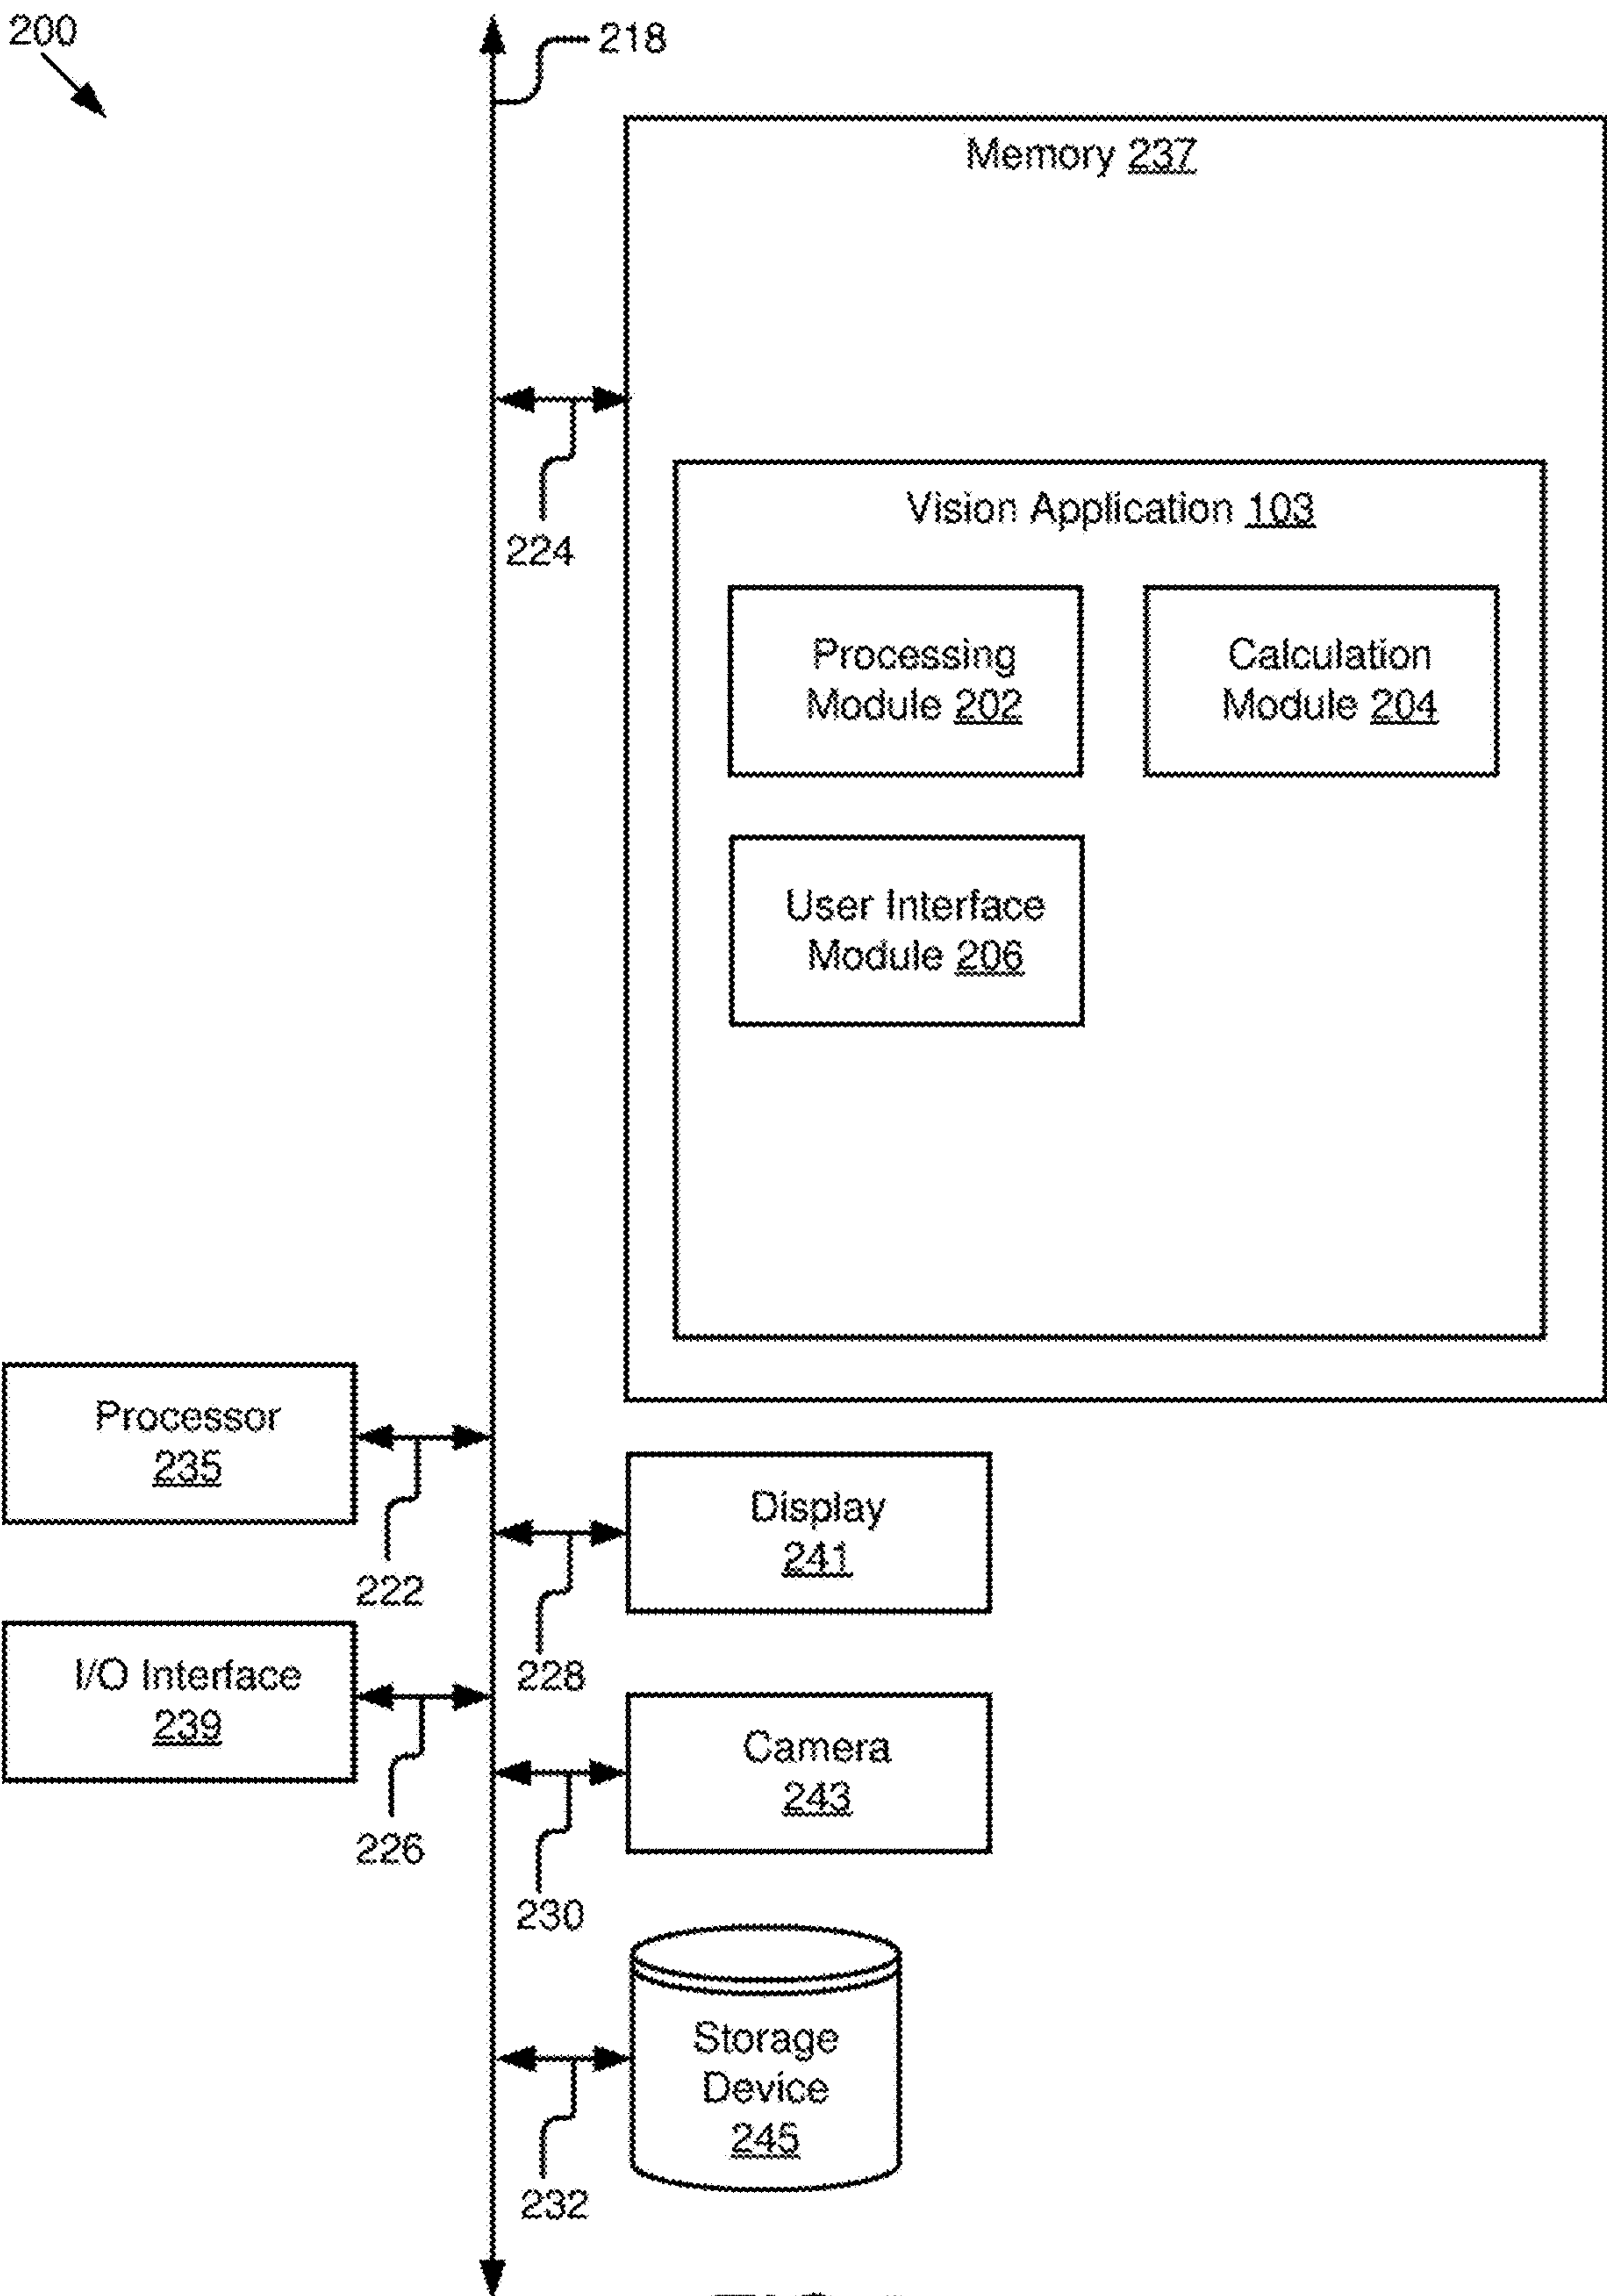 200
218
Memory 237
224
Vision Application 103
Processing
Module 202
Calculation
Module 204
User Interface
Module 206
Processor
235
222
Display
241
228
I/O Interface
239
226
Camera
243
230
Storage
Device
245
232